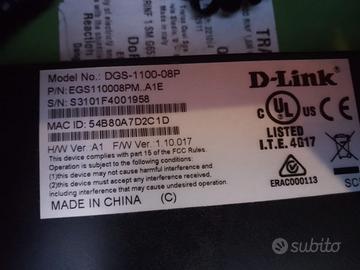 Model No.: DGS-1100-08P
P/N: EGS110008PM..A1E
S/N: S3101F4001958
MAC ID: 54B80A7D2C1D
H/W Ver. :A1 F/W Ver. :1.10.017
This device complies with part 15 of the FCC Rules.
Operation is subject to the following conditions:
(1)this device may not cause harmful interference and
(2)this device must accept any interference received
including interference that may cause undesired
operation.
MADE IN CHINA (C)
D-Link
C UL US
LISTED
I.T.E. 4G17
ERAC000113
subito